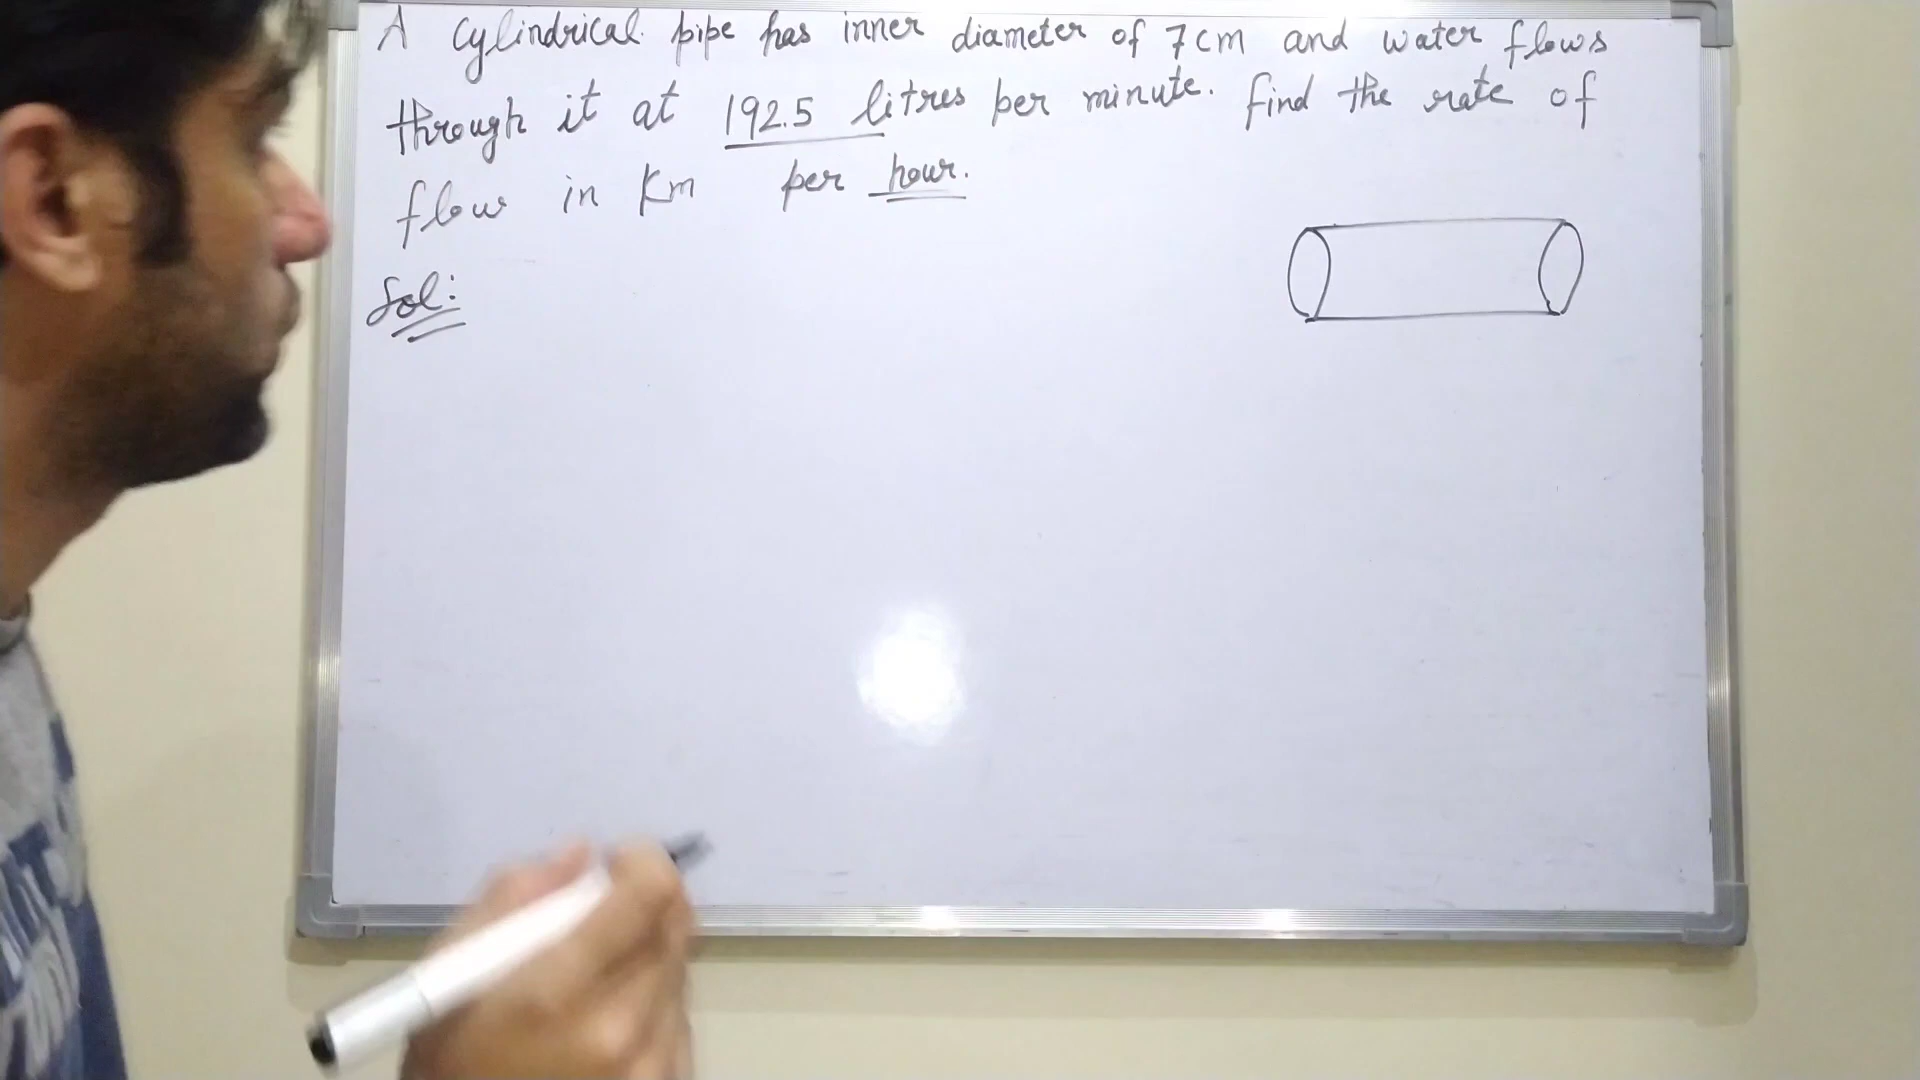 A cylindrical pipe has inner diameter of 7cm and water flows
through it at 192.5 litres per minute. find the rate of
flow in Km per hour.
Sol: